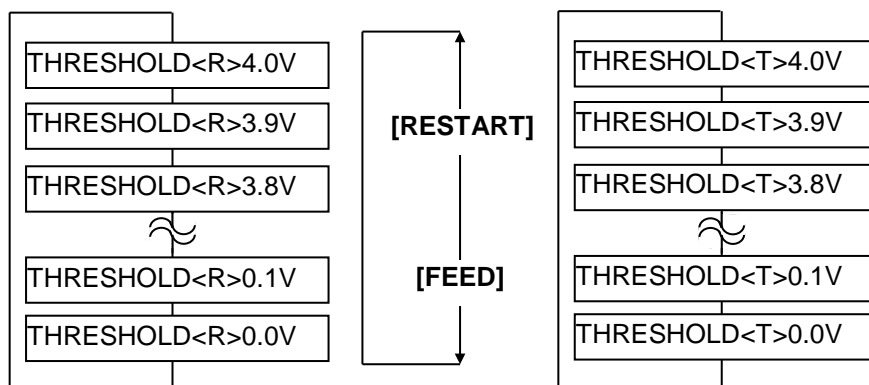 THRESHOLD<R>4.0V
THRESHOLD<R>3.9V
THRESHOLD<R>3.8V
THRESHOLD<R>0.1V
THRESHOLD<R>0.0V
[RESTART]
[FEED]
THRESHOLD<T>4.0V
THRESHOLD<T>3.9V
THRESHOLD<T>3.8V
THRESHOLD<T>0.1V
THRESHOLD<T>0.0V